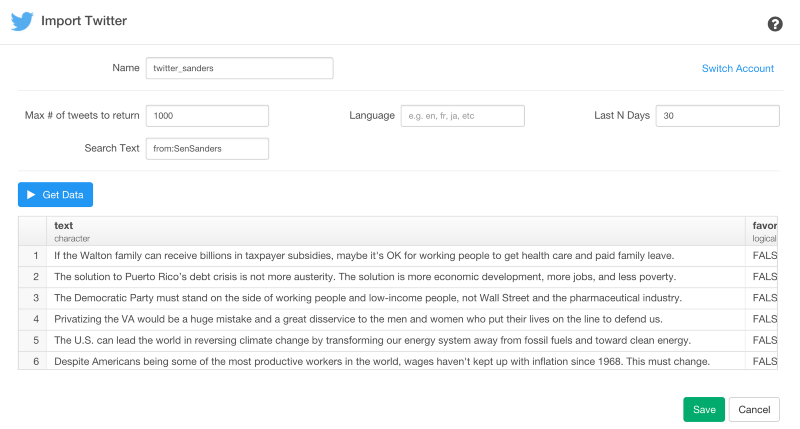 Import Twitter
Name twitter_sanders Switch Account
Max # of tweets to return 1000 Language e.g. en, fr, ja, etc Last N Days 30
Search Text from:SenSanders
Get Data
text favor
character logical
1 If the Walton family can receive billions in taxpayer subsidies, maybe it's OK for working people to get health care and paid family leave. FALS
2 The solution to Puerto Rico's debt crisis is not more austerity. The solution is more economic development, more jobs, and less poverty. FALS
3 The Democratic Party must stand on the side of working people and low-income people, not Wall Street and the pharmaceutical industry. FALS
4 Privatizing the VA would be a huge mistake and a great disservice to the men and women who put their lives on the line to defend us. FALS
5 The U.S. can lead the world in reversing climate change by transforming our energy system away from fossil fuels and toward clean energy. FALS
6 Despite Americans being some of the most productive workers in the world, wages haven't kept up with inflation since 1968. This must change. FALS
Save Cancel